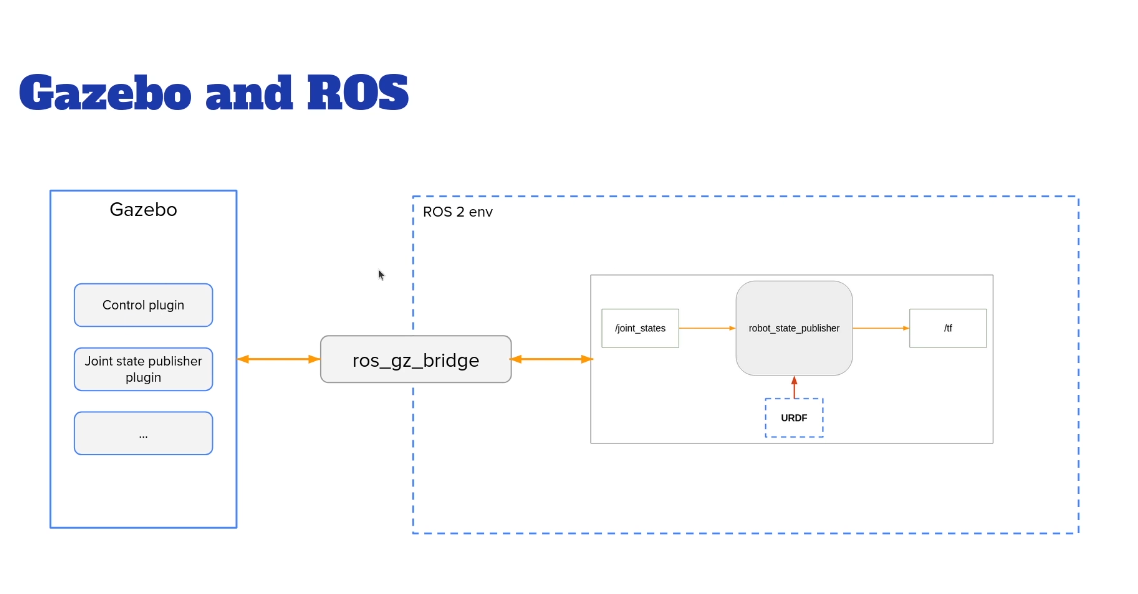 Gazebo and ROS
Gazebo
Control plugin
Joint state publisher
plugin
...
ros_gz_bridge
ROS 2 env
/joint_states
robot_state_publisher
/tf
URDF